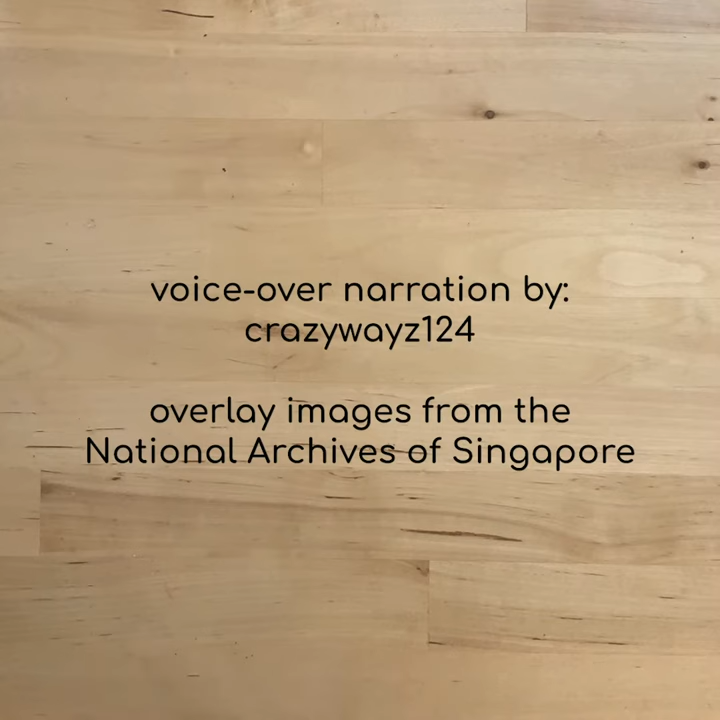 voice-over narration by:
crazywayz124
overlay images from the
National Archives of Singapore